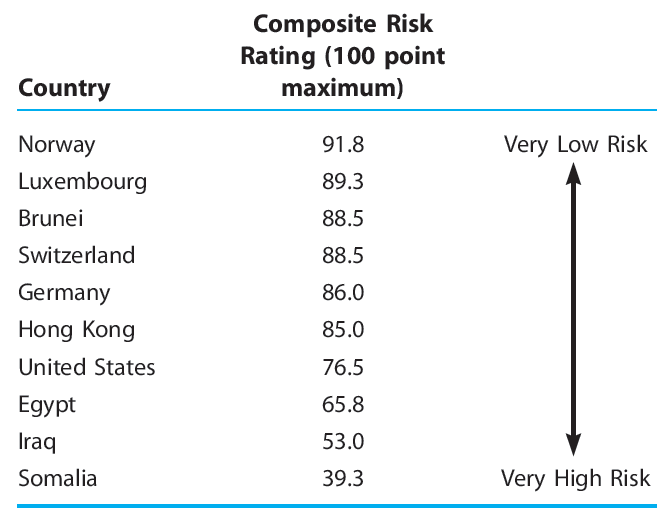 Composite Risk
Rating (100 point
Country maximum)
Norway 91.8 Very Low Risk
Luxembourg 89.3
Brunei 88.5
Switzerland 88.5
Germany 86.0
Hong Kong 85.0
United States 76.5
Egypt 65.8
Iraq 53.0
Somalia 39.3 Very High Risk